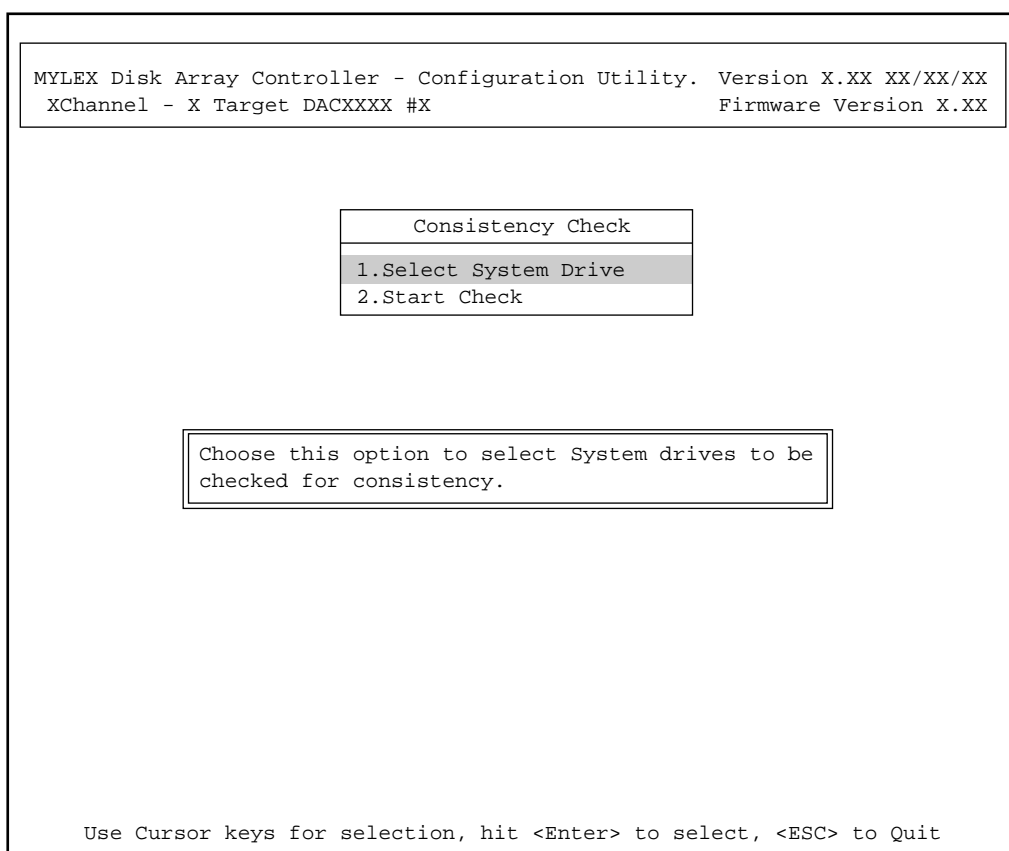 MYLEX Disk Array Controller - Configuration Utility. Version X.XX XX/XX/XX
XChannel - X Target DACXXXX #X Firmware Version X.XX
Consistency Check
1.Select System Drive
2.Start Check
Choose this option to select System drives to be
checked for consistency.
Use Cursor keys for selection, hit <Enter> to select, <ESC> to Quit